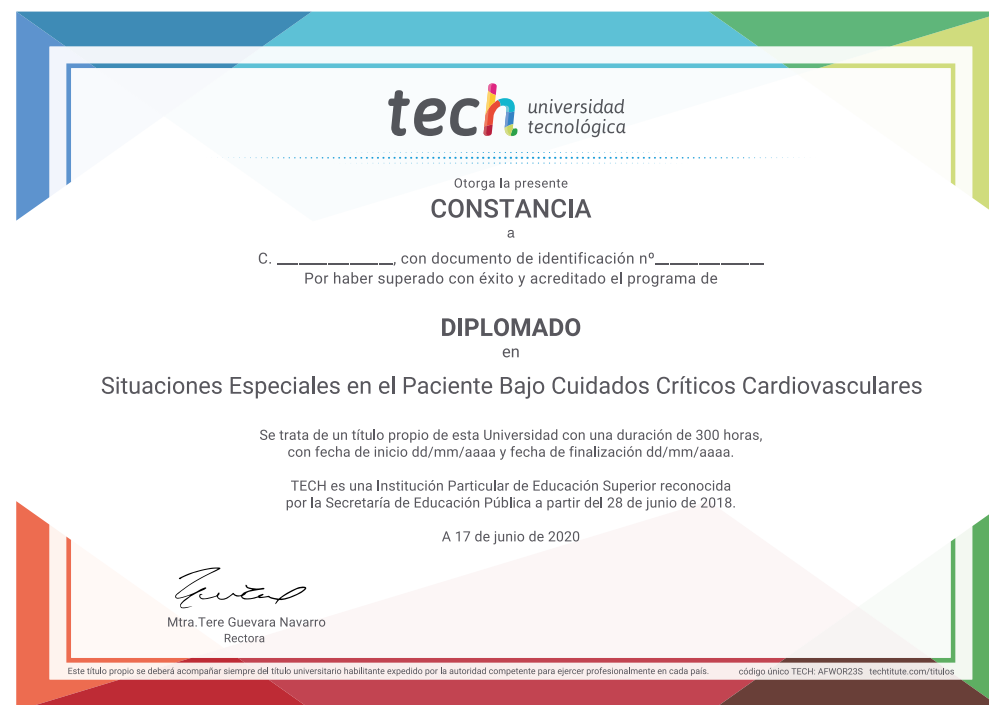 tech universidad
tecnológica
Otorga la presente
CONSTANCIA
a
C. ______________, con documento de identificación nº_____________
Por haber superado con éxito y acreditado el programa de
DIPLOMADO
en
Situaciones Especiales en el Paciente Bajo Cuidados Críticos Cardiovasculares
Se trata de un título propio de esta Universidad con una duración de 300 horas,
con fecha de inicio dd/mm/aaaa y fecha de finalización dd/mm/aaaa.
TECH es una Institución Particular de Educación Superior reconocida
por la Secretaría de Educación Pública a partir del 28 de junio de 2018.
A 17 de junio de 2020
Mtra.Tere Guevara Navarro
Rectora
Este título propio se deberá acompañar siempre del título universitario habilitante expedido por la autoridad competente para ejercer profesionalmente en cada país. código único TECH: AFWOR23S techtitute.com/titulos